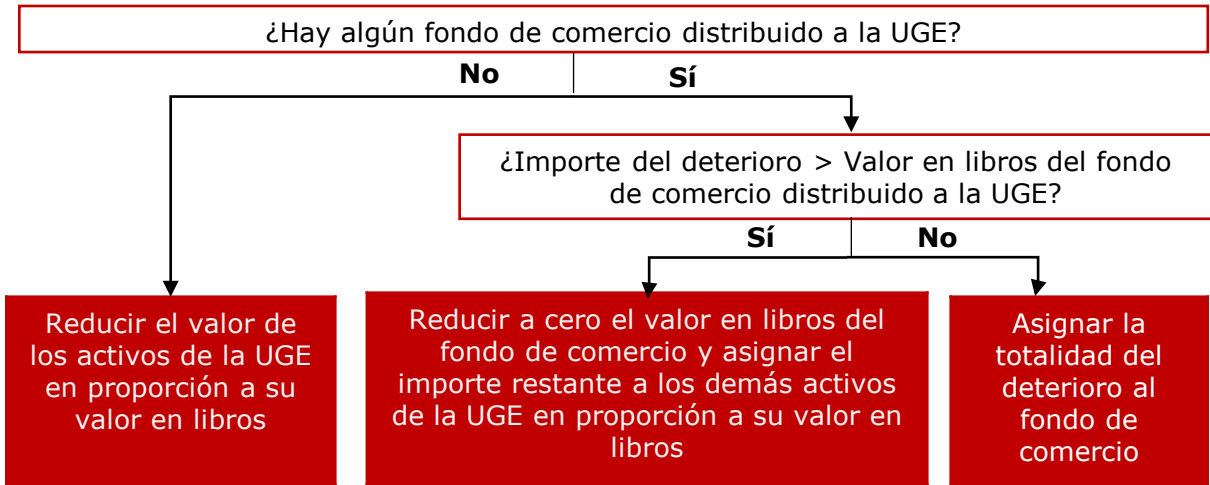 ¿Hay algún fondo de comercio distribuido a la UGE?
No
Sí
¿Importe del deterioro > Valor en libros del fondo
de comercio distribuido a la UGE?
Sí
No
Reducir el valor de
los activos de la UGE
en proporción a su
valor en libros
Reducir a cero el valor en libros del
fondo de comercio y asignar el
importe restante a los demás activos
de la UGE en proporción a su valor en
libros
Asignar la
totalidad del
deterioro al
fondo de
comercio